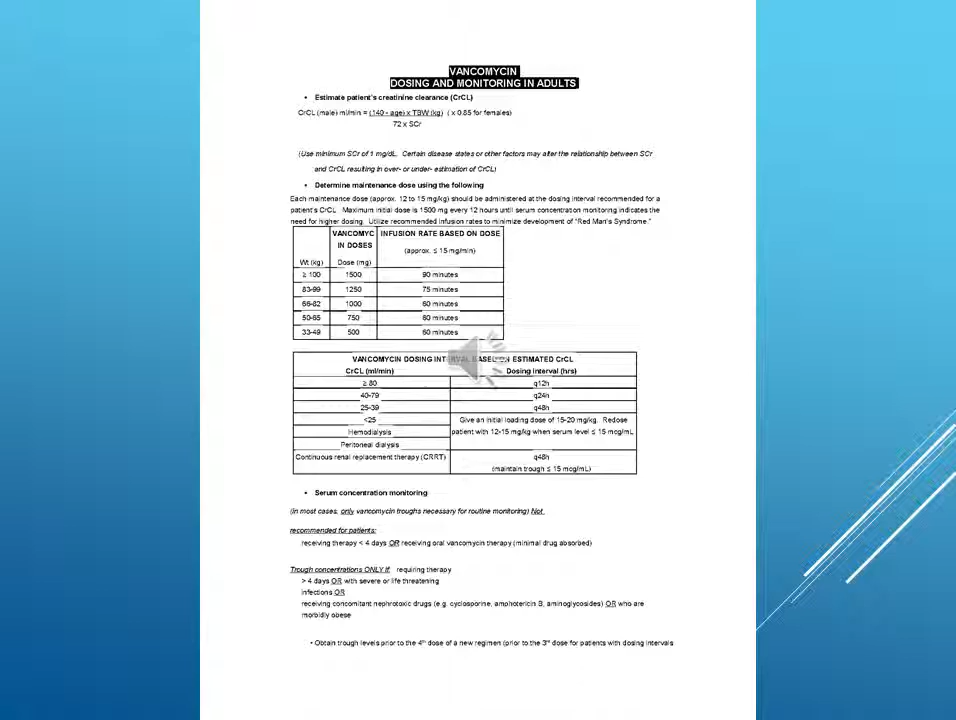 VANCOMYCIN
DOSING AND MONITORING IN ADULTS
• Estimate patient's creatinine clearance (CrCL)
CrCL (male) ml/min = (140 - age) x TBW (kg) ( x 0.85 for females)
72 x SCr
(Use minimum SCr of 1 mg/dL. Certain disease states or other factors may alter the relationship between SCr
and CrCL resulting in over- or under- estimation of CrCL)
• Determine maintenance dose using the following
Each maintenance dose (approx. 12 to 15 mg/kg) should be administered at the dosing interval recommended for a
patient's CrCL. Maximum initial dose is 1500 mg every 12 hours until serum concentration monitoring indicates the
need for higher dosing. Utilize recommended infusion rates to minimize development of "Red Man's Syndrome."
VANCOMYC INFUSION RATE BASED ON DOSE
IN DOSES (approx. ≤ 15 mg/min)
Wt (kg) Dose (mg)
≥ 100 1500 90 minutes
83-99 1250 75 minutes
66-82 1000 60 minutes
50-65 750 60 minutes
33-49 500 60 minutes
VANCOMYCIN DOSING INTERVAL BASED ON ESTIMATED CrCL
CrCL (ml/min) Dosing Interval (hrs)
≥ 80 q12h
40-79 q24h
25-39 q48h
<25 Give an initial loading dose of 15-20 mg/kg. Redose
Hemodialysis patient with 12-15 mg/kg when serum level ≤ 15 mcg/mL
Peritoneal dialysis
Continuous renal replacement therapy (CRRT) q48h
(maintain trough ≤ 15 mcg/mL)
• Serum concentration monitoring
(in most cases, only vancomycin troughs necessary for routine monitoring) Not
recommended for patients:
receiving therapy < 4 days OR receiving oral vancomycin therapy (minimal drug absorbed)
Trough concentrations ONLY if: requiring therapy
> 4 days OR with severe or life threatening
infections OR
receiving concomitant nephrotoxic drugs (e.g. cyclosporine, amphotericin B, aminoglycosides) OR who are
morbidly obese
• Obtain trough levels prior to the 4th dose of a new regimen (prior to the 3rd dose for patients with dosing intervals